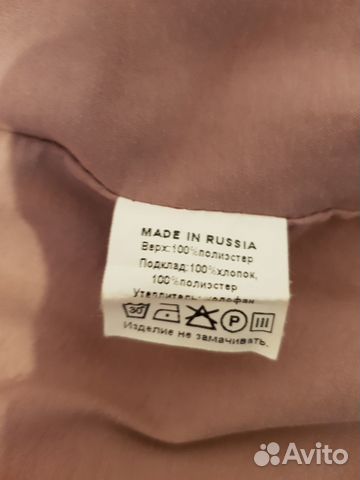 MADE IN RUSSIA
Верх:100%полиэстер
Подклад:100%хлопок,
100%полиэстер
Утеплитель:холофан
30 P
Изделие не замачивать.
Avito